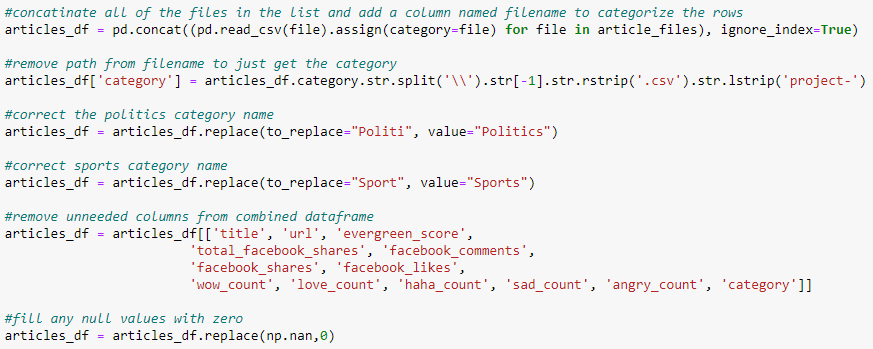 #concatinate all of the files in the list and add a column named filename to categorize the rows
articles_df = pd.concat((pd.read_csv(file).assign(category=file) for file in article_files), ignore_index=True)
#remove path from filename to just get the category
articles_df['category'] = articles_df.category.str.split('\\').str[-1].str.rstrip('.csv').str.lstrip('project-')
#correct the politics category name
articles_df = articles_df.replace(to_replace="Politi", value="Politics")
#correct sports category name
articles_df = articles_df.replace(to_replace="Sport", value="Sports")
#remove unneeded columns from combined dataframe
articles_df = articles_df[['title', 'url', 'evergreen_score',
'total_facebook_shares', 'facebook_comments',
'facebook_shares', 'facebook_likes',
'wow_count', 'love_count', 'haha_count', 'sad_count', 'angry_count', 'category']]
#fill any null values with zero
articles_df = articles_df.replace(np.nan,0)